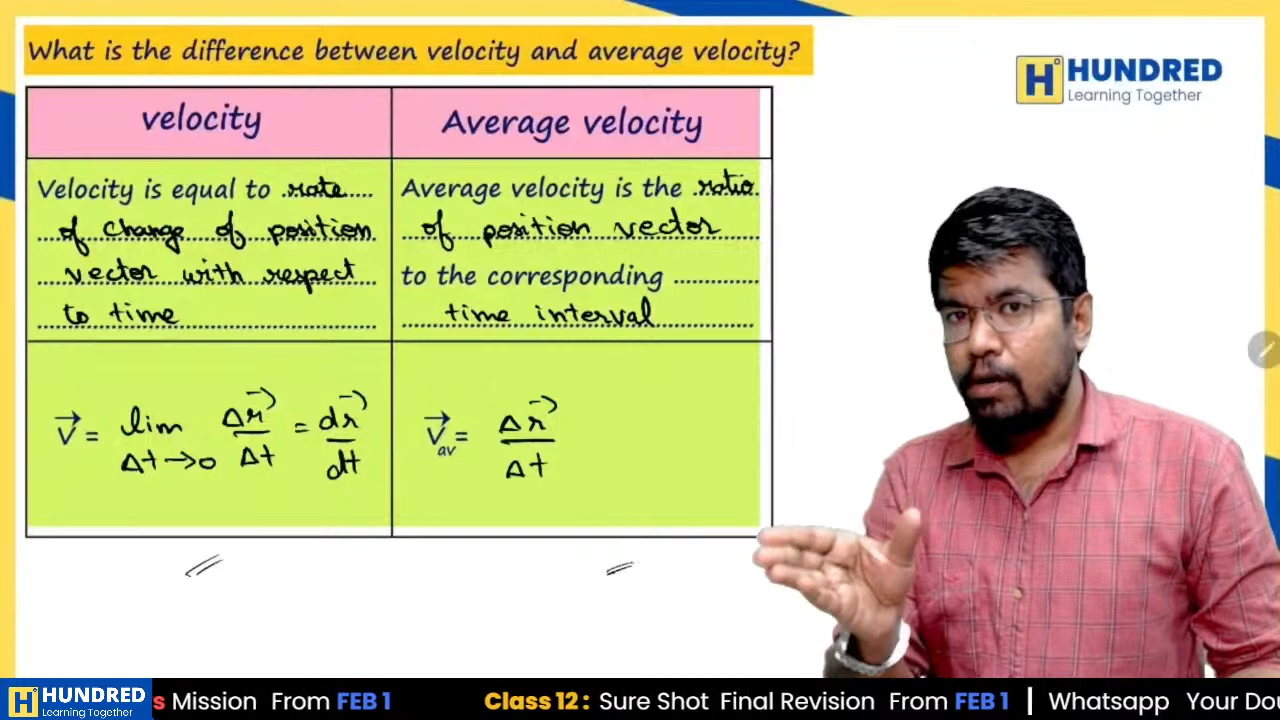 What is the difference between velocity and average velocity?
H HUNDRED
Learning Together
velocity
Average velocity
Velocity is equal to rate
of change of position
vector with respect
to time
Average velocity is the ratio
of position vector
to the corresponding
time interval
V⃗ = lim Δt→0 Δr⃗/Δt = dr⃗/dt
V⃗av = Δr⃗/Δt
H HUNDRED
Learning Together
s Mission From FEB 1 Class 12: Sure Shot Final Revision From FEB 1 | Whatsapp Your Dou